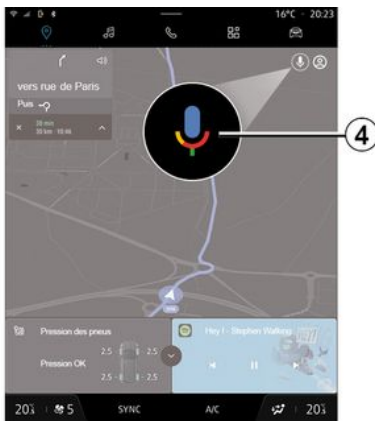 16°C - 20:23
vers rue de Paris
Puis
39 min
39 km · 16:46
4
Pression des pneus
Hey ! - Stephen Walking
2.5 2.5
Pression OK
2.5 2.5
20 5 SYNC A/C 20